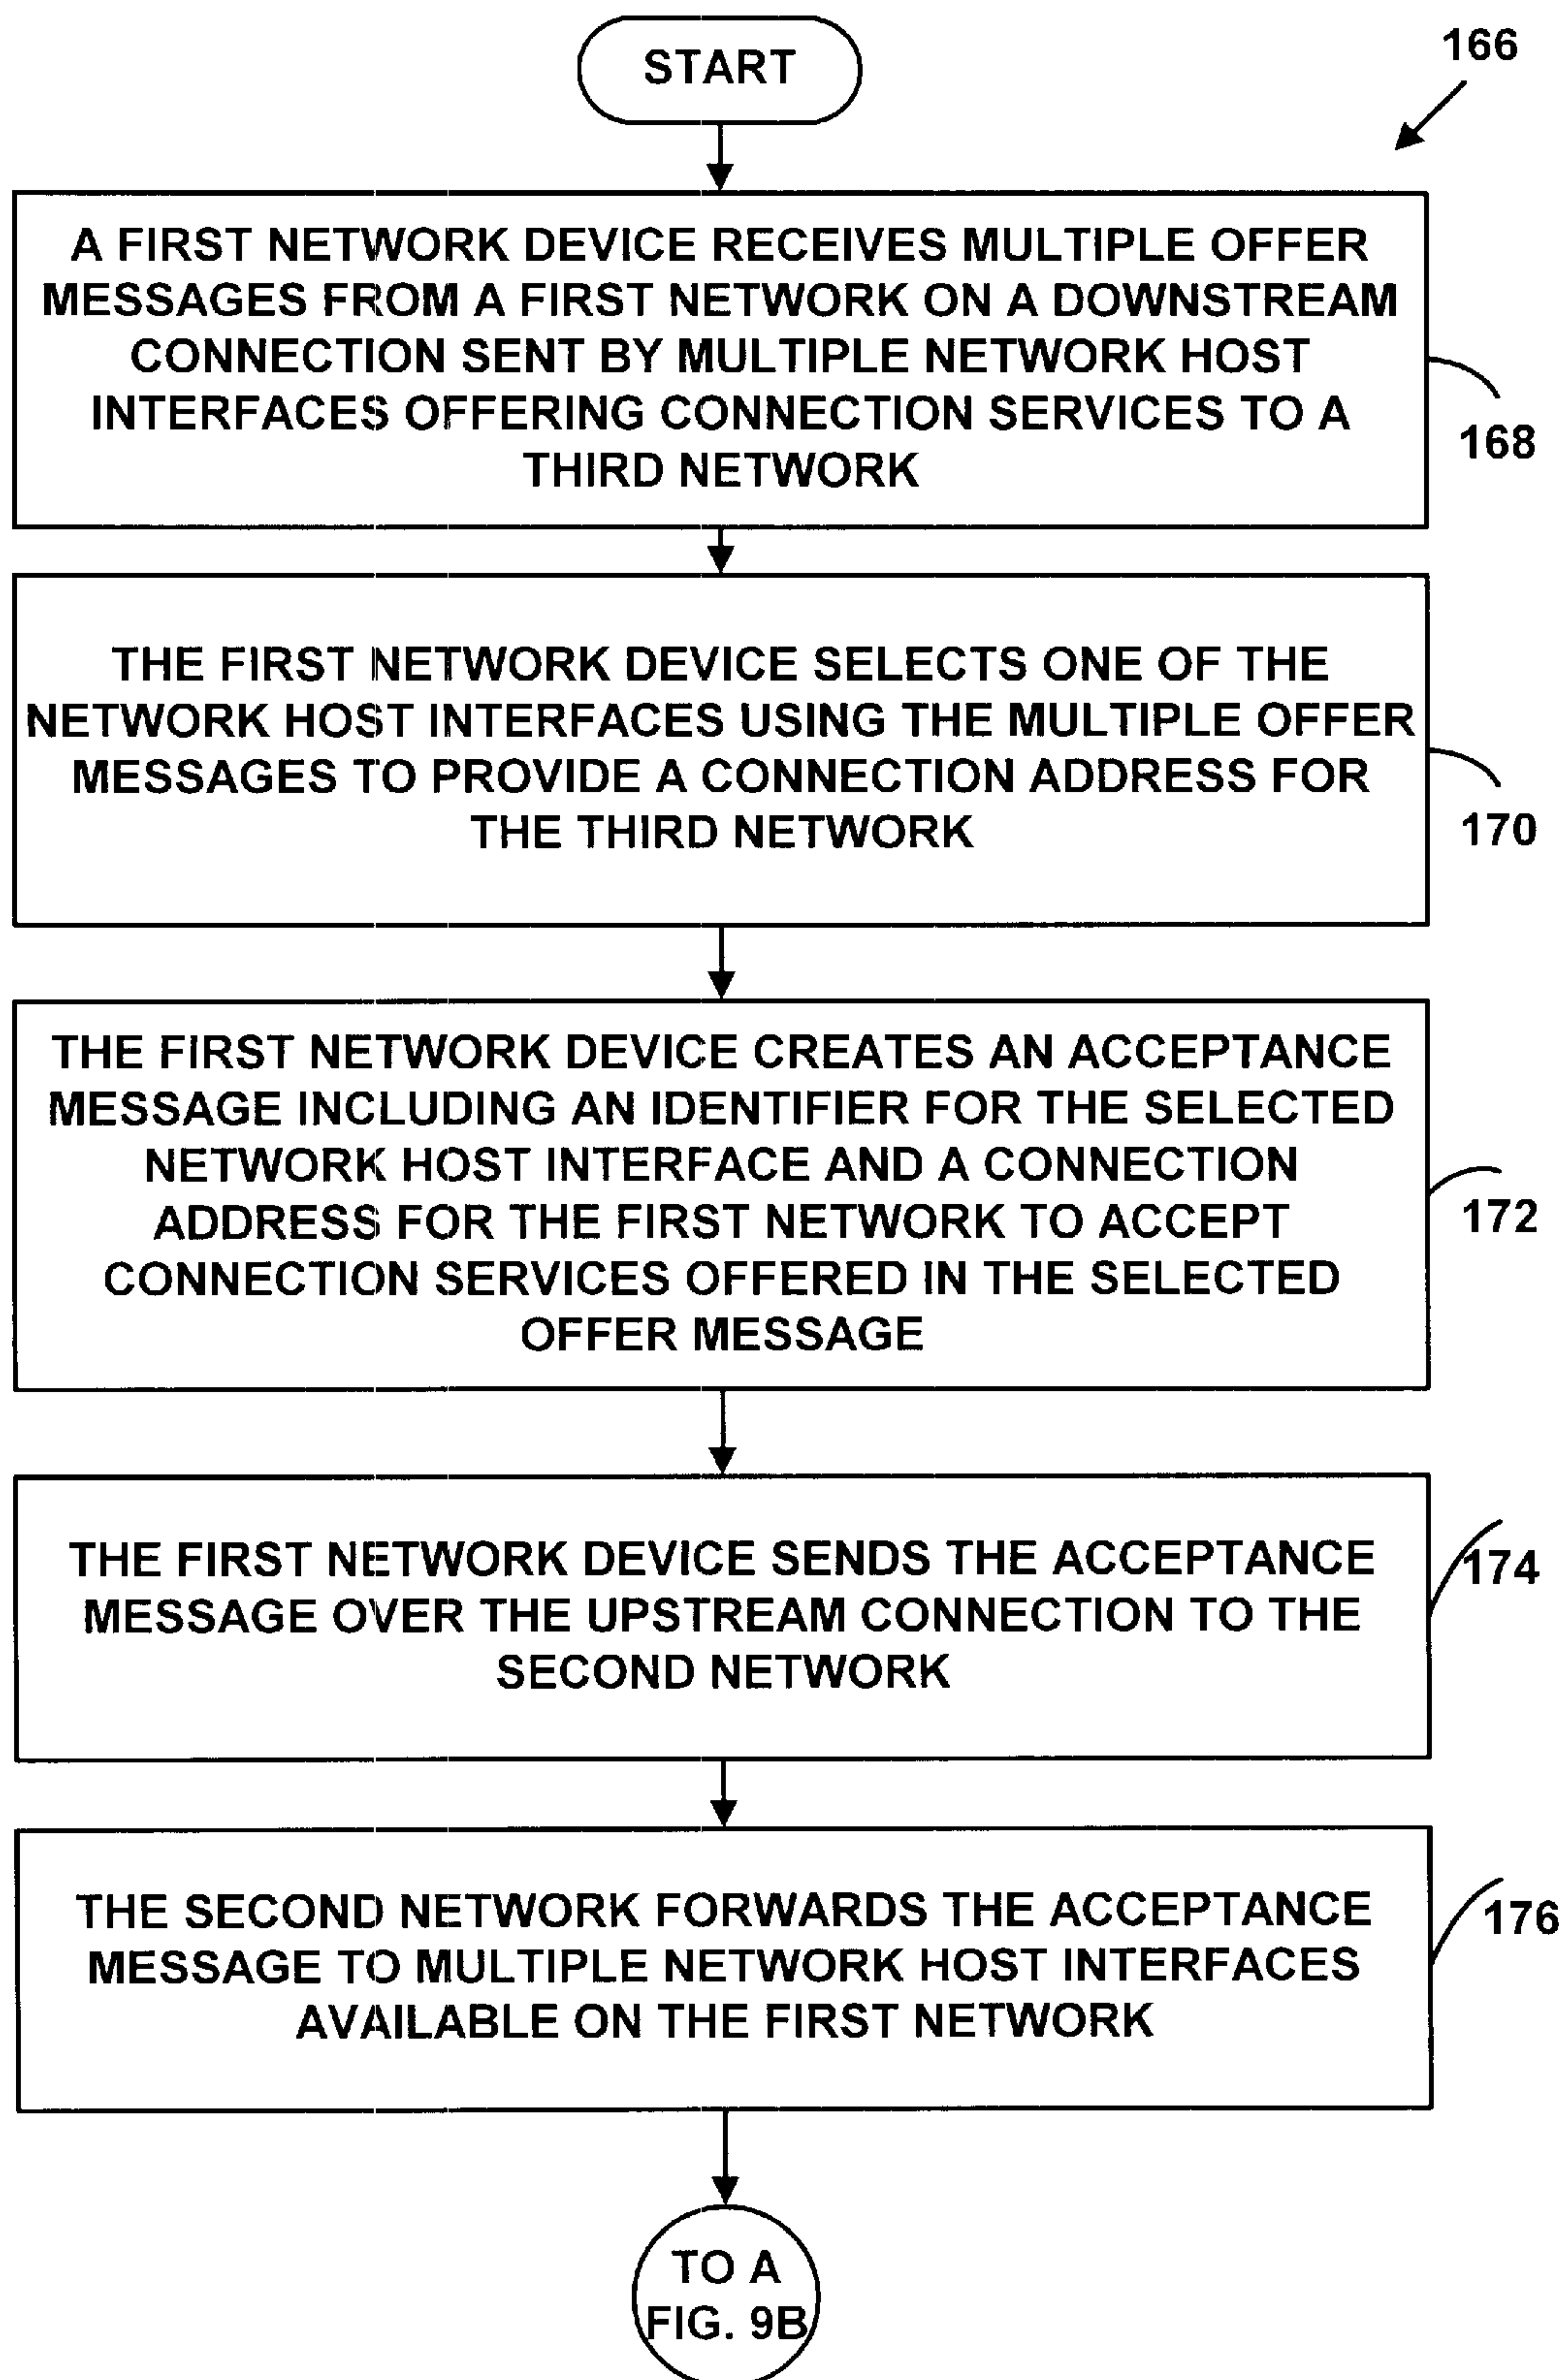 START
166
A FIRST NETWORK DEVICE RECEIVES MULTIPLE OFFER
MESSAGES FROM A FIRST NETWORK ON A DOWNSTREAM
CONNECTION SENT BY MULTIPLE NETWORK HOST
INTERFACES OFFERING CONNECTION SERVICES TO A
THIRD NETWORK
168
THE FIRST NETWORK DEVICE SELECTS ONE OF THE
NETWORK HOST INTERFACES USING THE MULTIPLE OFFER
MESSAGES TO PROVIDE A CONNECTION ADDRESS FOR
THE THIRD NETWORK
170
THE FIRST NETWORK DEVICE CREATES AN ACCEPTANCE
MESSAGE INCLUDING AN IDENTIFIER FOR THE SELECTED
NETWORK HOST INTERFACE AND A CONNECTION
ADDRESS FOR THE FIRST NETWORK TO ACCEPT
CONNECTION SERVICES OFFERED IN THE SELECTED
OFFER MESSAGE
172
THE FIRST NETWORK DEVICE SENDS THE ACCEPTANCE
MESSAGE OVER THE UPSTREAM CONNECTION TO THE
SECOND NETWORK
174
THE SECOND NETWORK FORWARDS THE ACCEPTANCE
MESSAGE TO MULTIPLE NETWORK HOST INTERFACES
AVAILABLE ON THE FIRST NETWORK
176
TO A
FIG. 9B